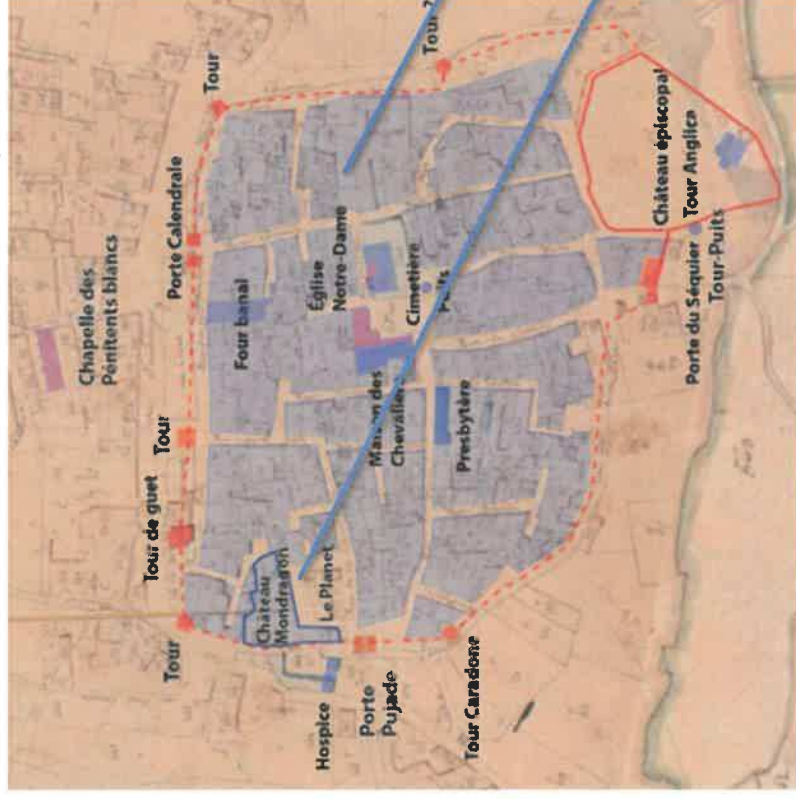 Chapelle des
Pénitents blancs
Tour de guet
Tour
Tour
Porte Calendrale
Tour
Four banal
Château
Mondragon
Le Planet
Église
Notre-Dame
Hospice
Porte
Pujade
Maison des
Chevaliers
Cimetière
Puits
Tour ?
Presbytère
Tour Caradone
Château épiscopal
Tour Anglica
Porte du Séquier
Tour-Puits